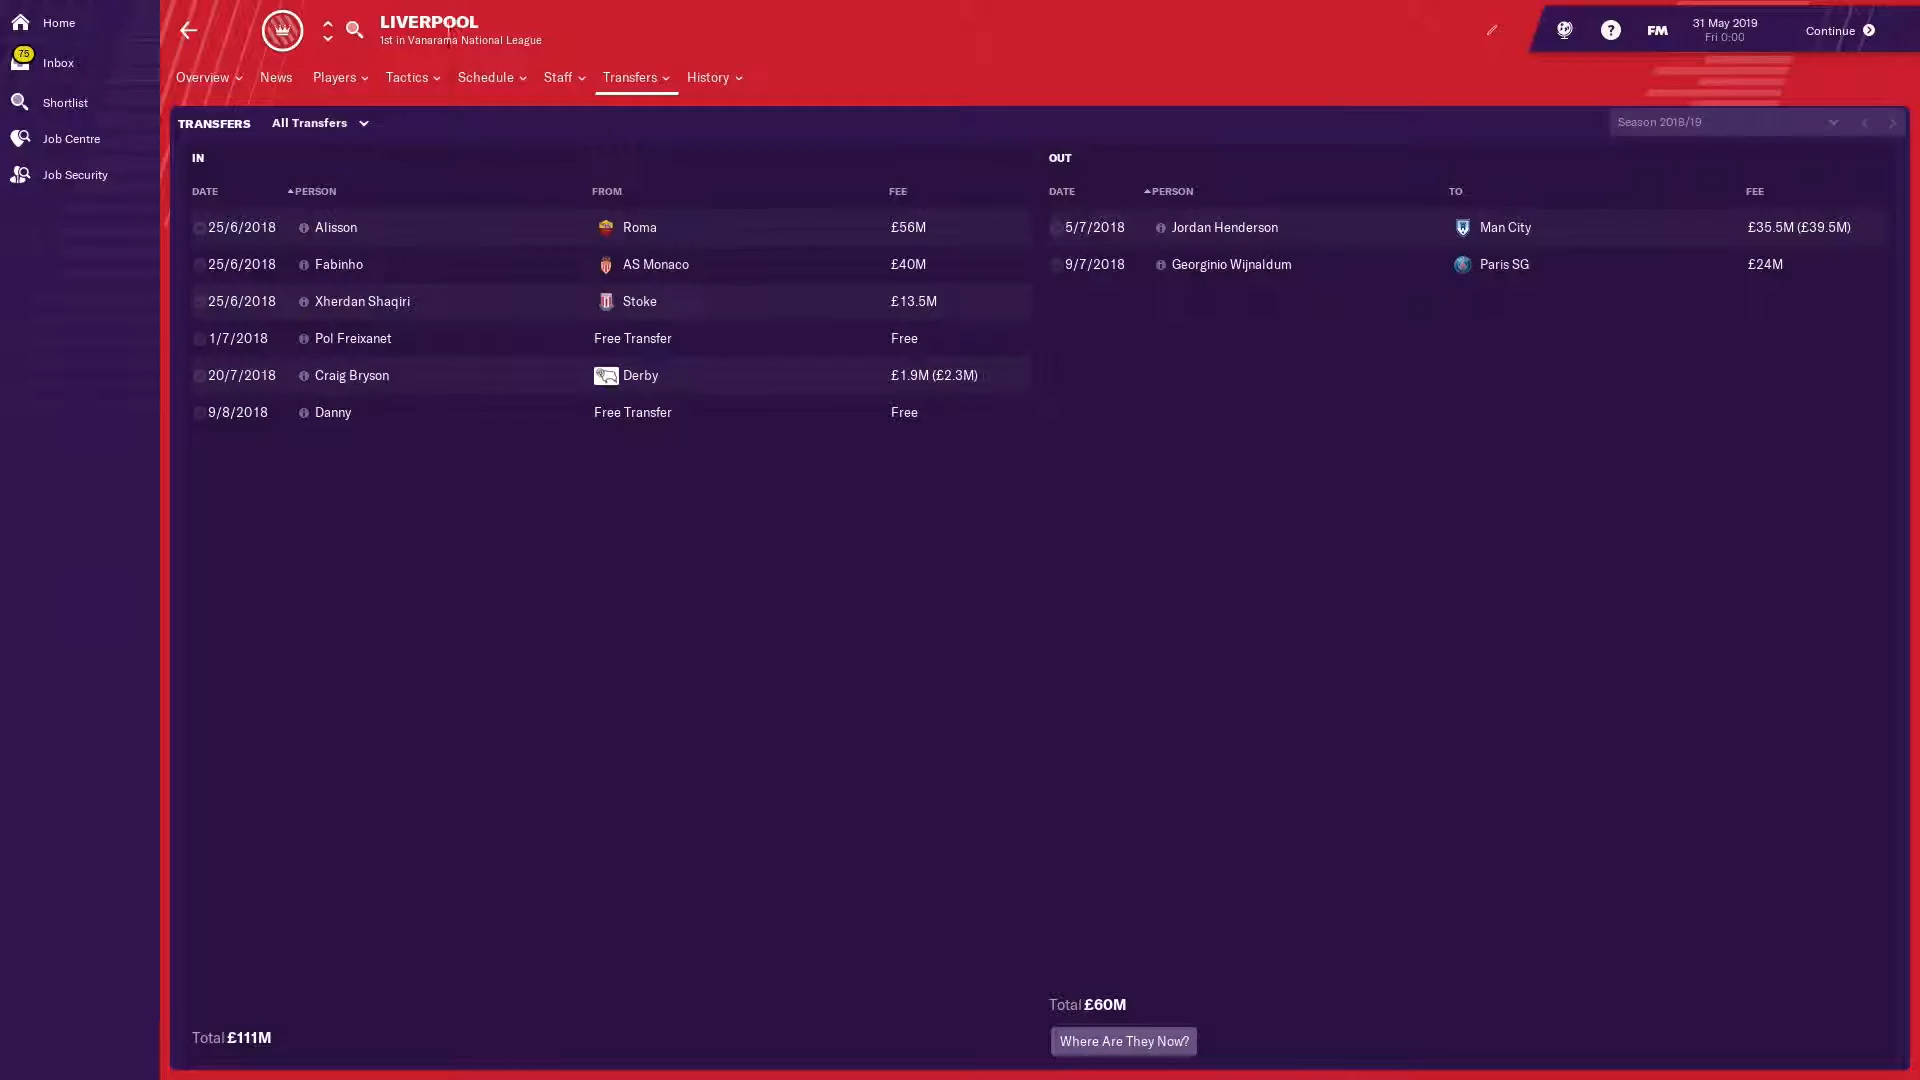 Home
75
Inbox
Shortlist
Job Centre
Job Security
LIVERPOOL
1st in Vanarama National League
? FM
31 May 2019
Fri 0:00
Continue
Overview News Players Tactics Schedule Staff Transfers History
TRANSFERS All Transfers
Season 2018/19
IN
DATE PERSON FROM FEE
25/6/2018 Alisson Roma £56M
25/6/2018 Fabinho AS Monaco £40M
25/6/2018 Xherdan Shaqiri Stoke £13.5M
1/7/2018 Pol Freixanet Free Transfer Free
20/7/2018 Craig Bryson Derby £1.9M (£2.3M)
9/8/2018 Danny Free Transfer Free
Total £111M
OUT
DATE PERSON TO FEE
5/7/2018 Jordan Henderson Man City £35.5M (£39.5M)
9/7/2018 Georginio Wijnaldum Paris SG £24M
Total £60M
Where Are They Now?